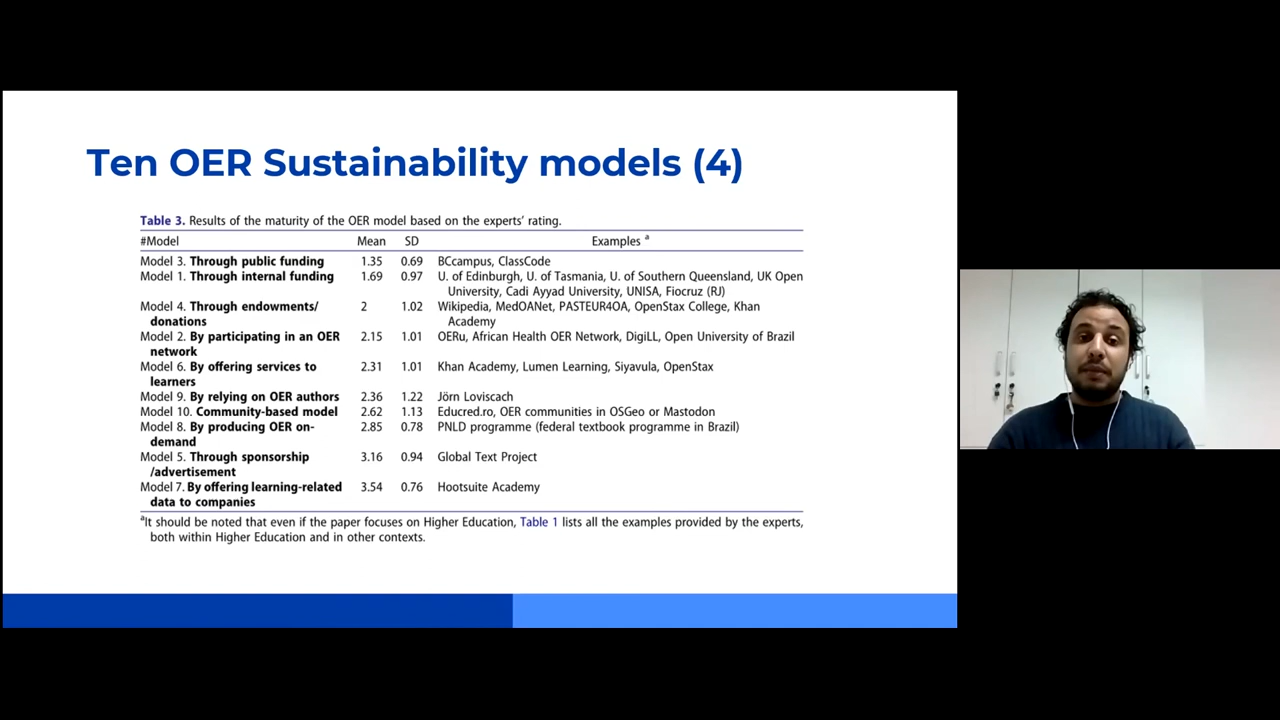 Ten OER Sustainability models (4)
Table 3. Results of the maturity of the OER model based on the experts' rating.
#Model Mean SD Examples a
Model 3. Through public funding 1.35 0.69 BCcampus, ClassCode
Model 1. Through internal funding 1.69 0.97 U. of Edinburgh, U. of Tasmania, U. of Southern Queensland, UK Open
University, Cadi Ayyad University, UNISA, Fiocruz (RJ)
Model 4. Through endowments/ 2 1.02 Wikipedia, MedOANet, PASTEUR4OA, OpenStax College, Khan
donations Academy
Model 2. By participating in an OER 2.15 1.01 OERu, African Health OER Network, DigiLL, Open University of Brazil
network
Model 6. By offering services to 2.31 1.01 Khan Academy, Lumen Learning, Siyavula, OpenStax
learners
Model 9. By relying on OER authors 2.36 1.22 Jörn Loviscach
Model 10. Community-based model 2.62 1.13 Educred.ro, OER communities in OSGeo or Mastodon
Model 8. By producing OER on- 2.85 0.78 PNLD programme (federal textbook programme in Brazil)
demand
Model 5. Through sponsorship 3.16 0.94 Global Text Project
/advertisement
Model 7. By offering learning-related 3.54 0.76 Hootsuite Academy
data to companies
aIt should be noted that even if the paper focuses on Higher Education, Table 1 lists all the examples provided by the experts,
both within Higher Education and in other contexts.